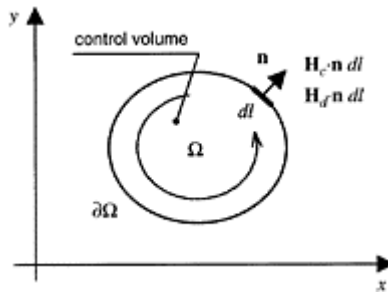 y
control volume
n
H_c·n dl
H_d·n dl
dl
Ω
∂Ω
x